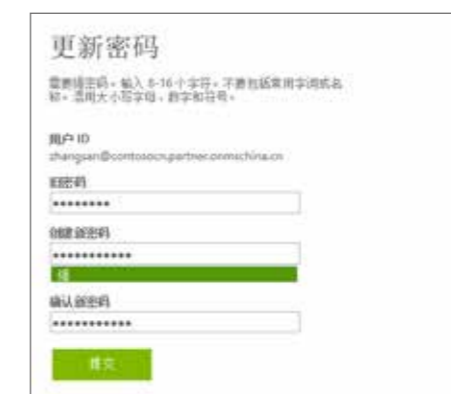 更新密码
需要强密码。输入 8-16 个字符。不要包括常用字词或名
称。混用大小写字母、数字和符号。
用户 ID
zhangsan@contosocn.partner.onmschina.cn
旧密码
••••••••
创建新密码
•••••••••••
强
确认新密码
•••••••••••
提交